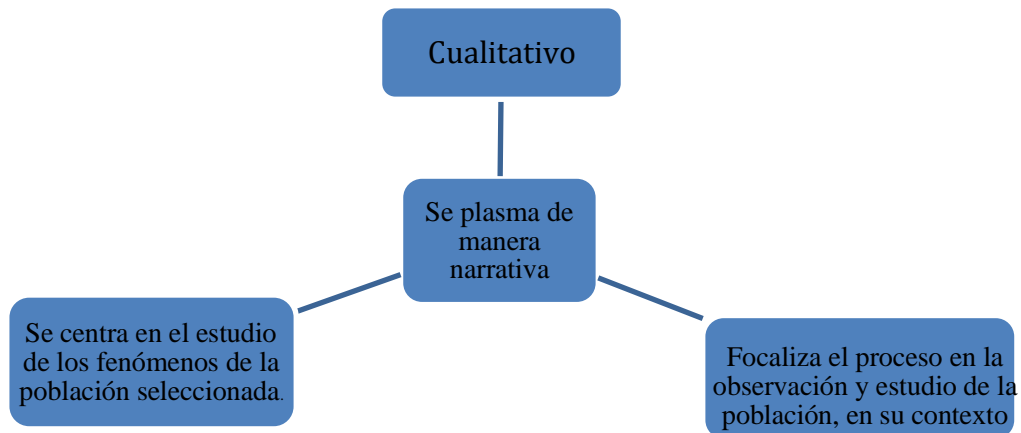 Cualitativo
Se plasma de
manera
narrativa
Se centra en el estudio
de los fenómenos de la
población seleccionada.
Focaliza el proceso en la
observación y estudio de la
población, en su contexto